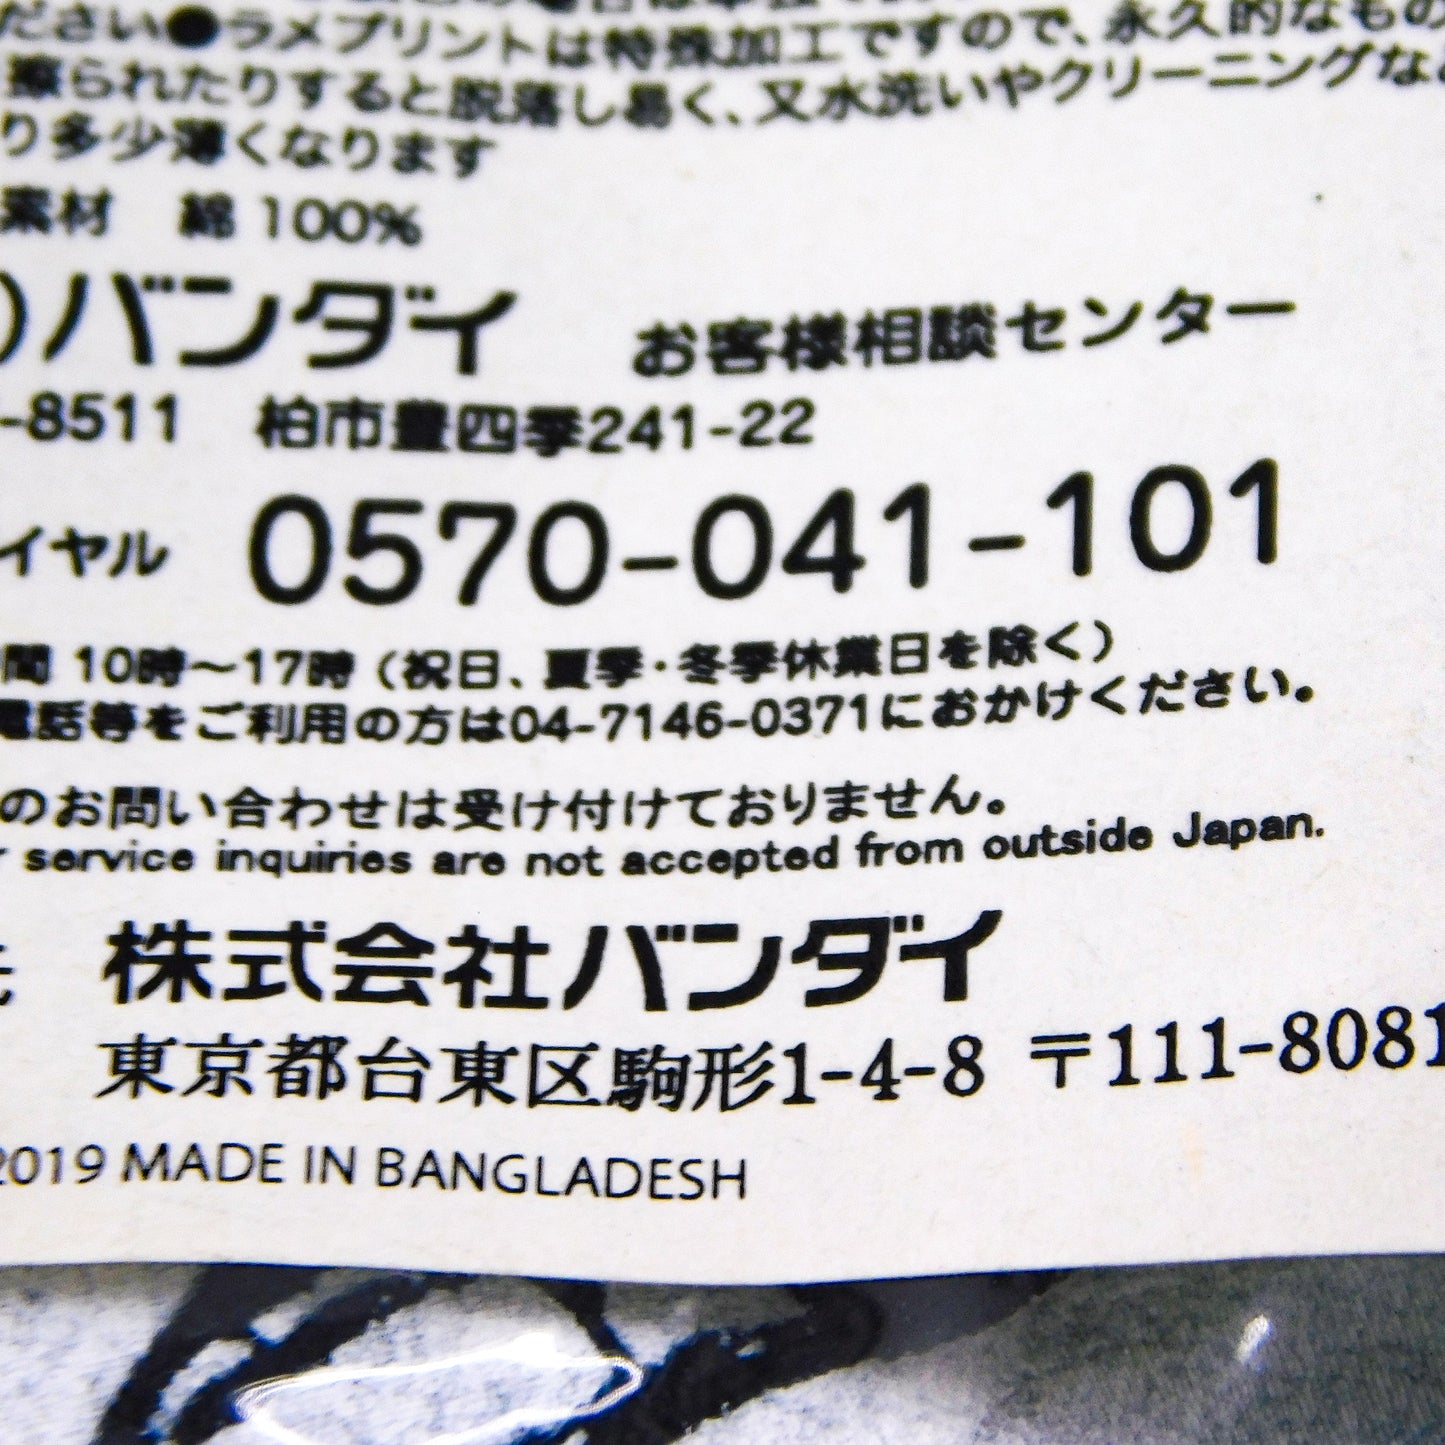 ださい●ラメプリントは特殊加工ですので、永久的なもの
擦られたりすると脱落し易く、又水洗いやクリーニングな
り多少薄くなります
素材 綿 100%
)バンダイ お客様相談センター
-8511 柏市豊四季241-22
イヤル 0570-041-101
間 10時～17時 (祝日、夏季・冬季休業日を除く)
電話等をご利用の方は04-7146-0371におかけください。
のお問い合わせは受け付けておりません。
r service inquiries are not accepted from outside Japan.
株式会社バンダイ
東京都台東区駒形1-4-8 〒111-8081
2019 MADE IN BANGLADESH